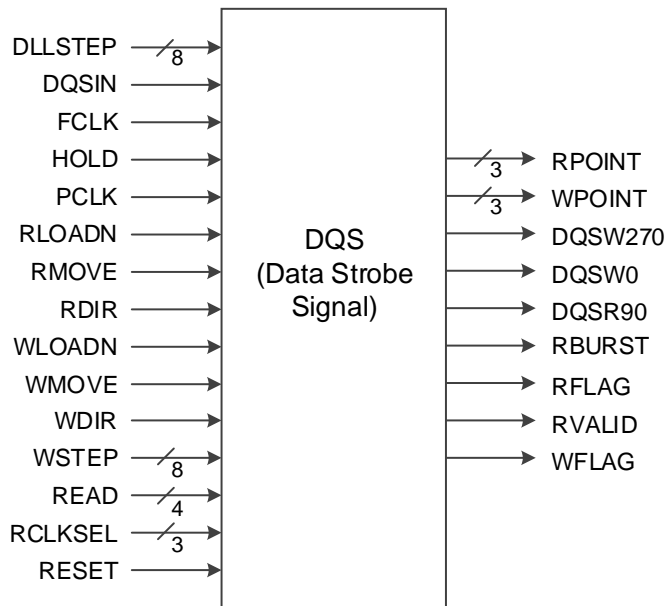 DLLSTEP
8
DQSIN
FCLK
HOLD
PCLK
RLOADN
RMOVE
RDIR
WLOADN
WMOVE
WDIR
WSTEP
8
READ
4
RCLKSEL
3
RESET
DQS
(Data Strobe
Signal)
3
RPOINT
3
WPOINT
DQSW270
DQSW0
DQSR90
RBURST
RFLAG
RVALID
WFLAG